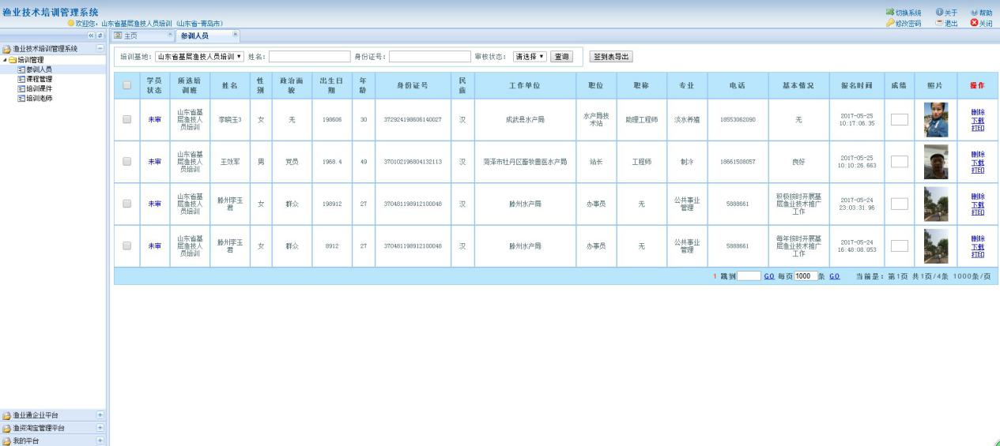 渔业技术培训管理系统
欢迎您，山东省基层渔技人员培训（山东省-青岛市）
切换系统 关于 帮助
修改密码 退出 关闭
主页 参训人员
渔业技术培训管理系统
培训管理
参训人员
课程管理
培训课件
培训老师
渔业通企业平台
渔资淘宝管理平台
我的平台
培训基地: 山东省基层渔技人员培训 姓名: 身份证号: 审核状态: 请选择 查询 签到表导出
学员状态 所选培训班 姓名 性别 政治面貌 出生日期 年龄 身份证号 民族 工作单位 职位 职称 专业 电话 基本情况 报名时间 成绩 照片 操作
未审 山东省基层渔技人员培训 李晓玉3 女 无 198606 30 372924198606140027 汉 成武县水产局 水产局技术站 助理工程师 淡水养殖 18553062090 无 2017-05-25 10:17:06.35 删除 下载 打印
未审 山东省基层渔技人员培训 王效军 男 党员 1968.4 49 370102196804132113 汉 菏泽市牡丹区畜牧兽医水产局 站长 工程师 制冷 18661508057 良好 2017-05-25 10:10:26.663 删除 下载 打印
未审 山东省基层渔技人员培训 滕州李玉君 女 群众 198912 27 370481198912100048 汉 滕州水产局 办事员 无 公共事业管理 5888661 积极按时开展基层渔业技术推广工作 2017-05-24 23:03:31.96 删除 下载 打印
未审 山东省基层渔技人员培训 滕州李玉君 女 群众 8912 27 370481198912100048 汉 滕州水产局 办事员 无 公共事业管理 5888661 每年按时开展基层渔业技术推广工作 2017-05-24 16:48:08.053 删除 下载 打印
1 跳到 GO 每页 1000 条 GO 当前是: 第1页 共1页/4条 1000条/页